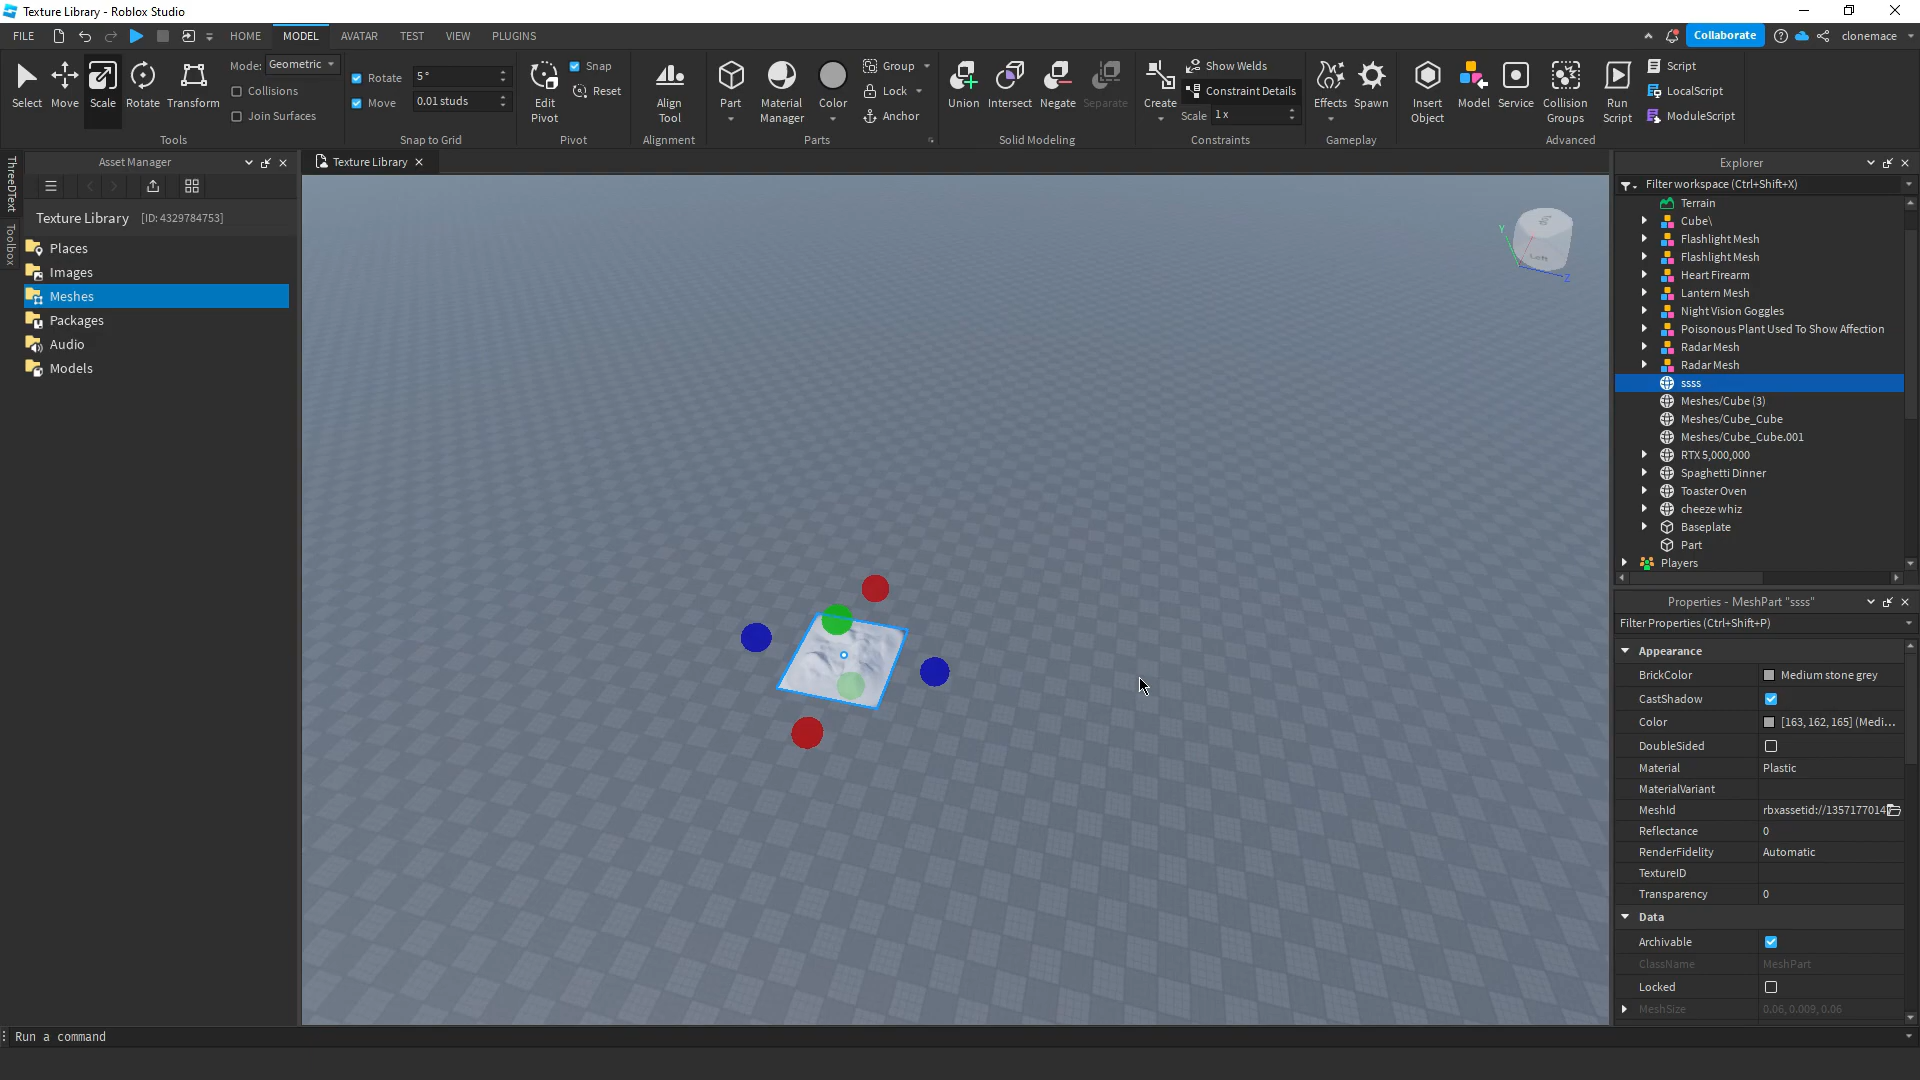 Texture Library - Roblox Studio
FILE
HOME
MODEL
AVATAR
TEST
VIEW
PLUGINS
Collaborate
clonemace
Select
Move
Scale
Rotate
Transform
Mode:
Geometric
Collisions
Join Surfaces
Tools
Rotate
5 °
Move
0.01 studs
Snap to Grid
Edit
Pivot
Snap
Reset
Pivot
Align
Tool
Alignment
Part
Material
Manager
Color
Group
Lock
Anchor
Parts
Union
Intersect
Negate
Separate
Solid Modeling
Create
Show Welds
Constraint Details
Scale
1 x
Constraints
Effects
Spawn
Gameplay
Insert
Object
Model
Service
Collision
Groups
Run
Script
Script
LocalScript
ModuleScript
Advanced
ThreeDText
Toolbox
Asset Manager
Texture Library
[ID: 4329784753]
Places
Images
Meshes
Packages
Audio
Models
Texture Library
Y
Z
Left
Explorer
Filter workspace (Ctrl+Shift+X)
Terrain
Cube\
Flashlight Mesh
Flashlight Mesh
Heart Firearm
Lantern Mesh
Night Vision Goggles
Poisonous Plant Used To Show Affection
Radar Mesh
Radar Mesh
ssss
Meshes/Cube (3)
Meshes/Cube_Cube
Meshes/Cube_Cube.001
RTX 5,000,000
Spaghetti Dinner
Toaster Oven
cheeze whiz
Baseplate
Part
Players
Properties - MeshPart "ssss"
Filter Properties (Ctrl+Shift+P)
Appearance
BrickColor
Medium stone grey
CastShadow
Color
[163, 162, 165] (Medi...
DoubleSided
Material
Plastic
MaterialVariant
MeshId
rbxassetid://1357177014
Reflectance
0
RenderFidelity
Automatic
TextureID
Transparency
0
Data
Archivable
ClassName
MeshPart
Locked
MeshSize
0.06, 0.009, 0.06
Run a command